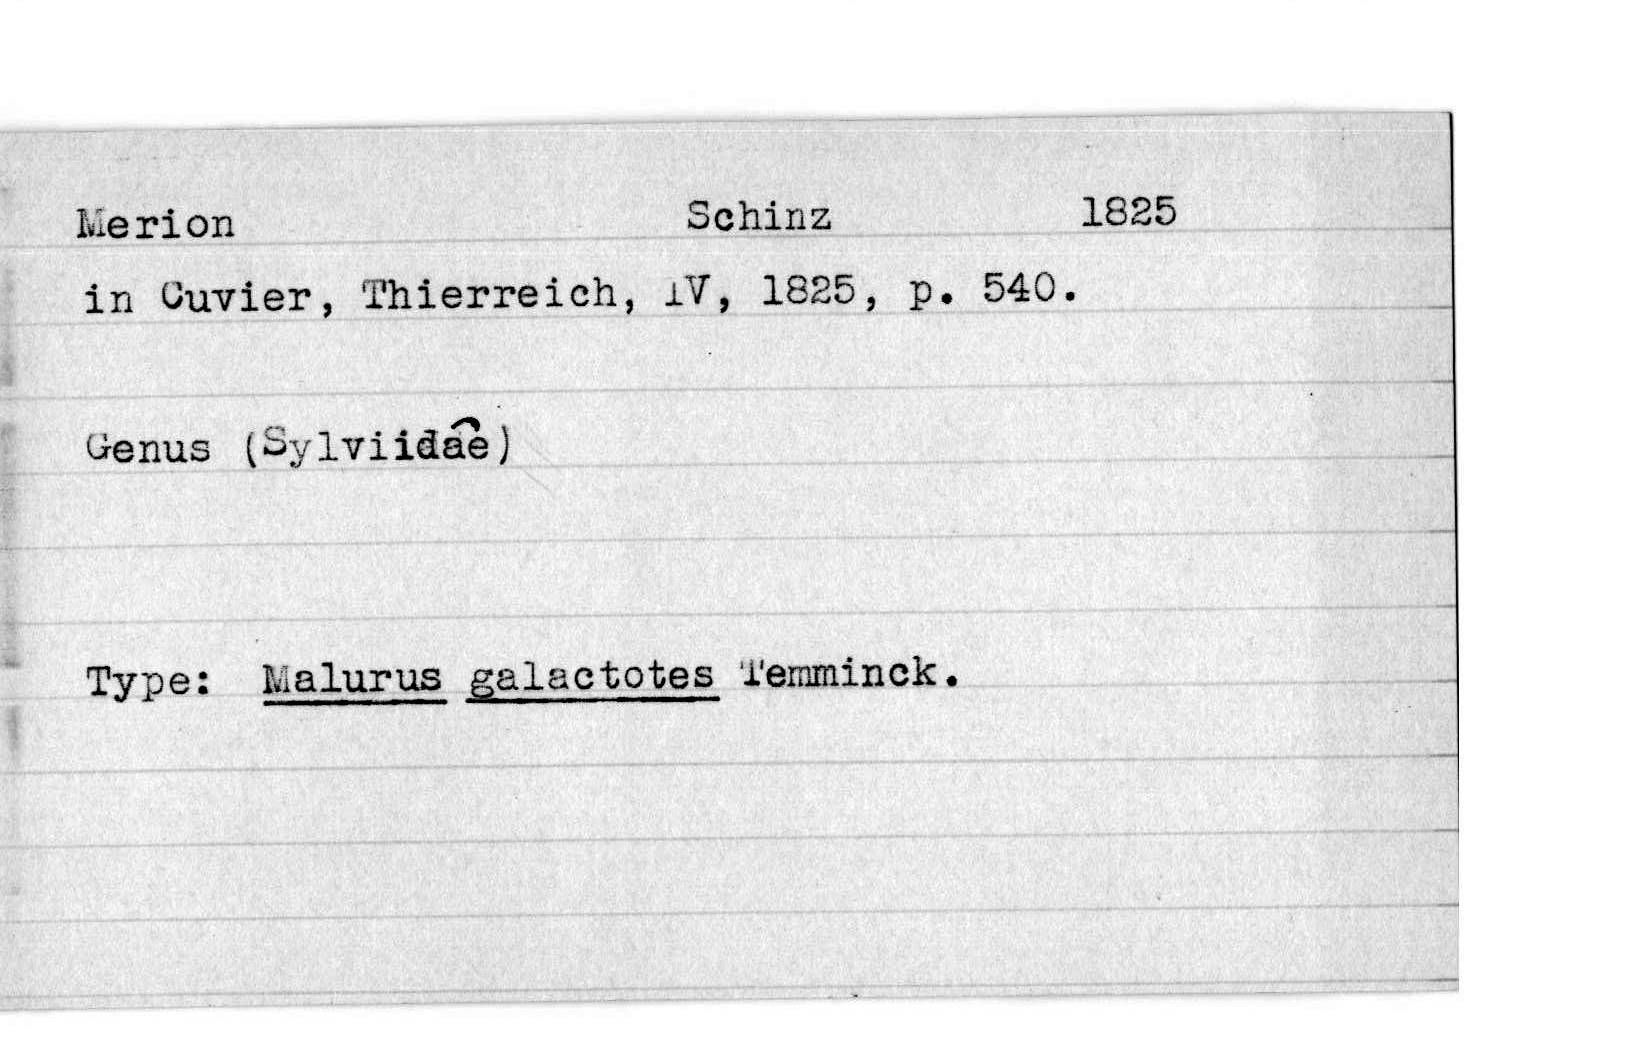 Merion Schinz 1825
in Cuvier, Thierreich, IV, 1825, p. 540.
Genus (Sylviidae)
Type: Malurus galactotes Temminck.